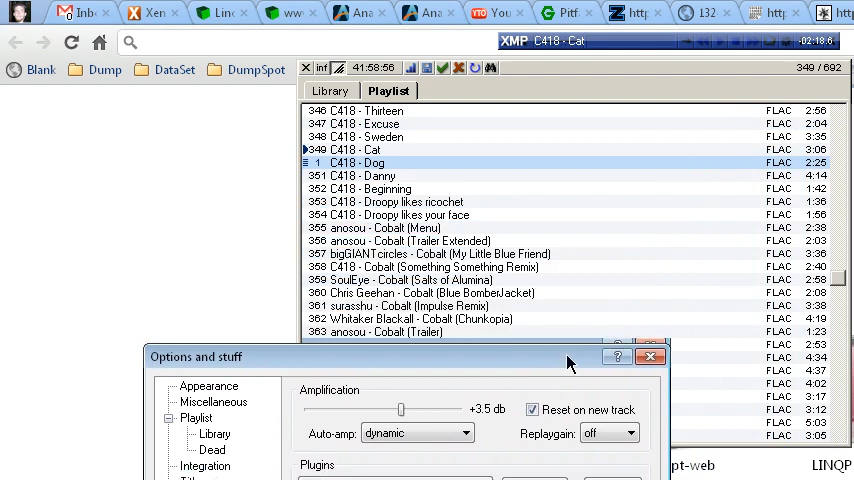 Inb
0
Xen
Linc
www
Ana
Ana
YTO You
Pitf
http
132
http
http
XMP C418 - Cat -02:18.6
Blank Dump DataSet DumpSpot
inf 41:58:56 349 / 692
Library Playlist
346 C418 - Thirteen FLAC 2:56
347 C418 - Excuse FLAC 2:04
348 C418 - Sweden FLAC 3:35
349 C418 - Cat FLAC 3:06
1 C418 - Dog FLAC 2:25
351 C418 - Danny FLAC 4:14
352 C418 - Beginning FLAC 1:42
353 C418 - Droopy likes ricochet FLAC 1:36
354 C418 - Droopy likes your face FLAC 1:56
355 anosou - Cobalt (Menu) FLAC 2:38
356 anosou - Cobalt (Trailer Extended) FLAC 2:03
357 bigGIANTcircles - Cobalt (My Little Blue Friend) FLAC 3:36
358 C418 - Cobalt (Something Something Remix) FLAC 2:40
359 SoulEye - Cobalt (Salts of Alumina) FLAC 2:58
360 Chris Geehan - Cobalt (Blue BomberJacket) FLAC 2:08
361 surasshu - Cobalt (Impulse Remix) FLAC 3:38
362 Whitaker Blackall - Cobalt (Chunkopia) FLAC 4:19
363 anosou - Cobalt (Trailer) FLAC 1:23
FLAC 2:53
Options and stuff ?
FLAC 4:34
FLAC 4:37
Appearance Amplification FLAC 4:02
Miscellaneous FLAC 3:17
+3.5 db Reset on new track FLAC 3:12
Playlist FLAC 5:03
Library Auto-amp: dynamic Replaygain: off FLAC 3:05
Dead
Integration Plugins pt-web LINQP